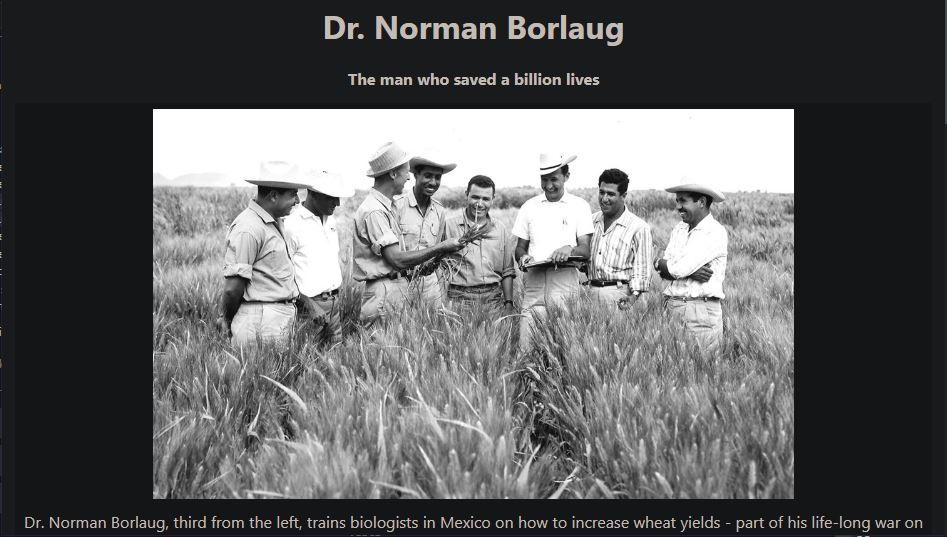 Dr. Norman Borlaug
The man who saved a billion lives
Dr. Norman Borlaug, third from the left, trains biologists in Mexico on how to increase wheat yields - part of his life-long war on